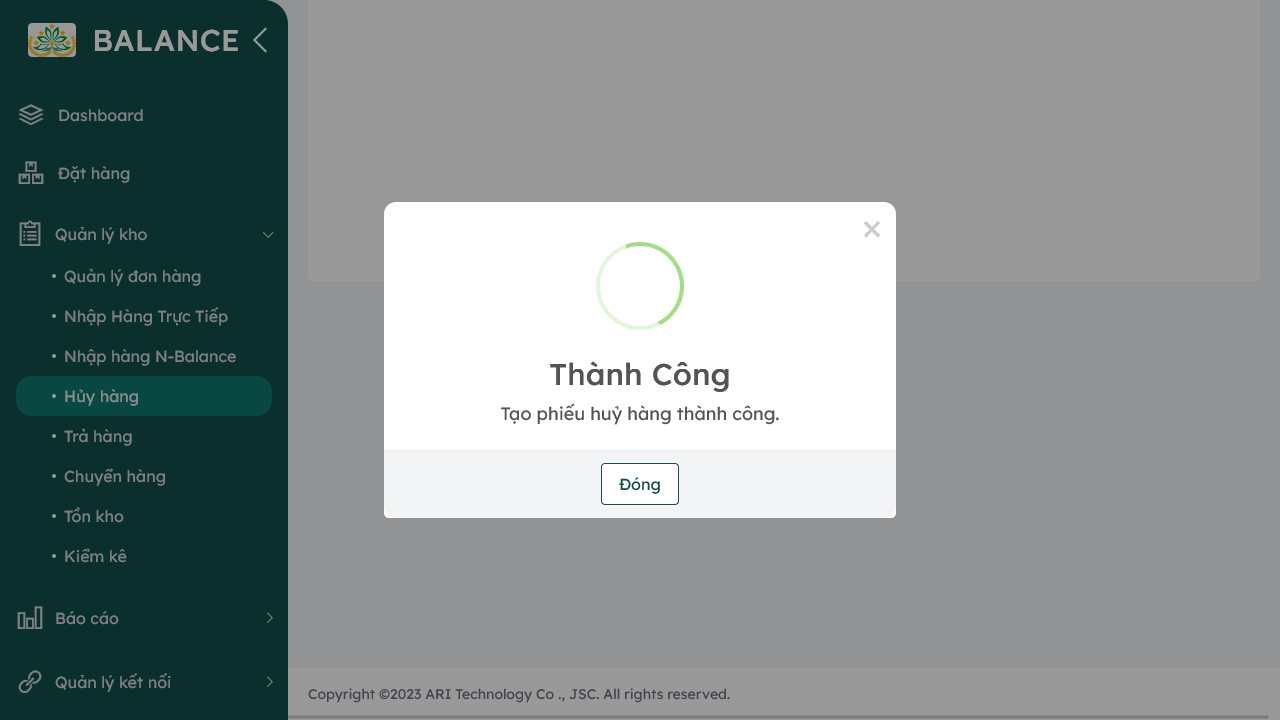 BALANCE
Dashboard
Đặt hàng
Quản lý kho
Quản lý đơn hàng
Nhập Hàng Trực Tiếp
Nhập hàng N-Balance
Hủy hàng
Trả hàng
Chuyển hàng
Tồn kho
Kiểm kê
Báo cáo
Quản lý kết nối
×
Thành Công
Tạo phiếu huỷ hàng thành công.
Đóng
Copyright ©2023 ARI Technology Co ., JSC. All rights reserved.